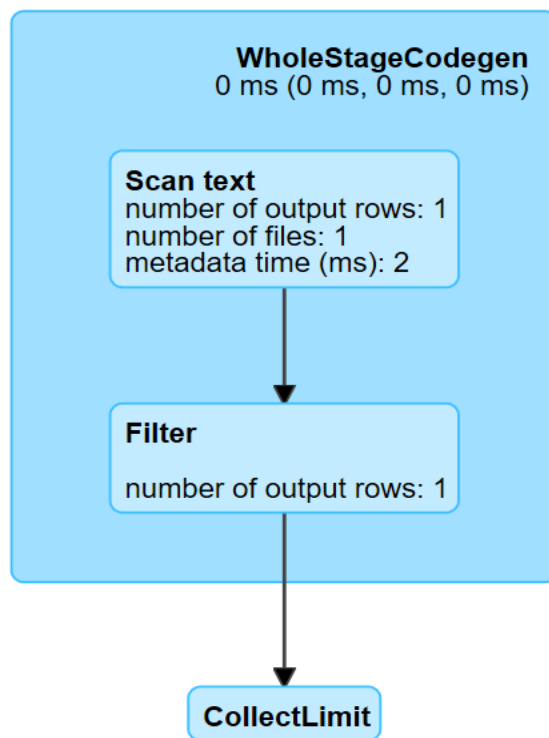 WholeStageCodegen
0 ms (0 ms, 0 ms, 0 ms)
Scan text
number of output rows: 1
number of files: 1
metadata time (ms): 2
Filter
number of output rows: 1
CollectLimit